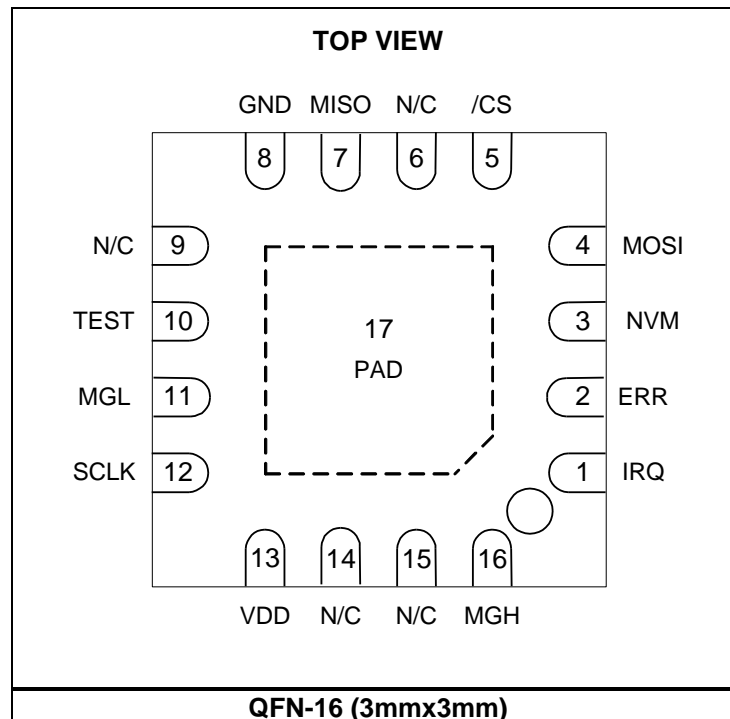 TOP VIEW
GND MISO N/C /CS
8 7 6 5
N/C 9 4 MOSI
TEST 10 17 3 NVM
PAD
MGL 11 2 ERR
SCLK 12 1 IRQ
13 14 15 16
VDD N/C N/C MGH
QFN-16 (3mmx3mm)